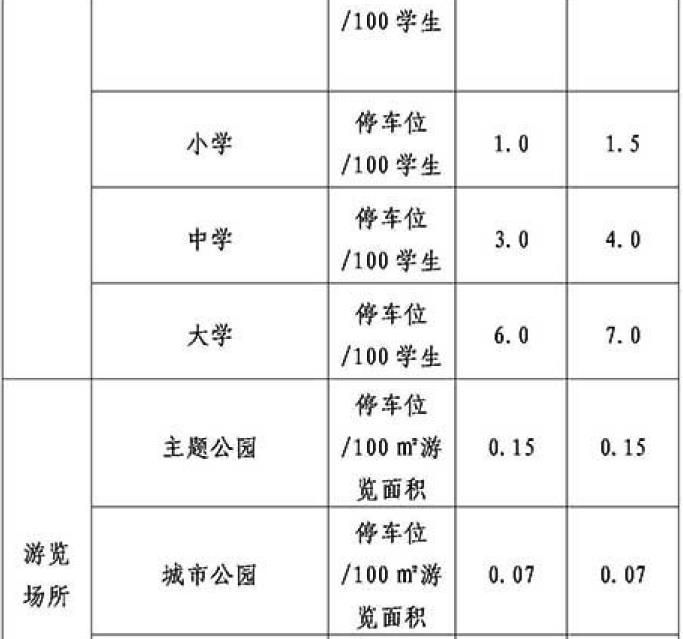 /100 学生
小学
停车位
/100 学生
1.0
1.5
中学
停车位
/100 学生
3.0
4.0
大学
停车位
/100 学生
6.0
7.0
游览
场所
主题公园
停车位
/100 ㎡游
览面积
0.15
0.15
城市公园
停车位
/100 ㎡游
览面积
0.07
0.07